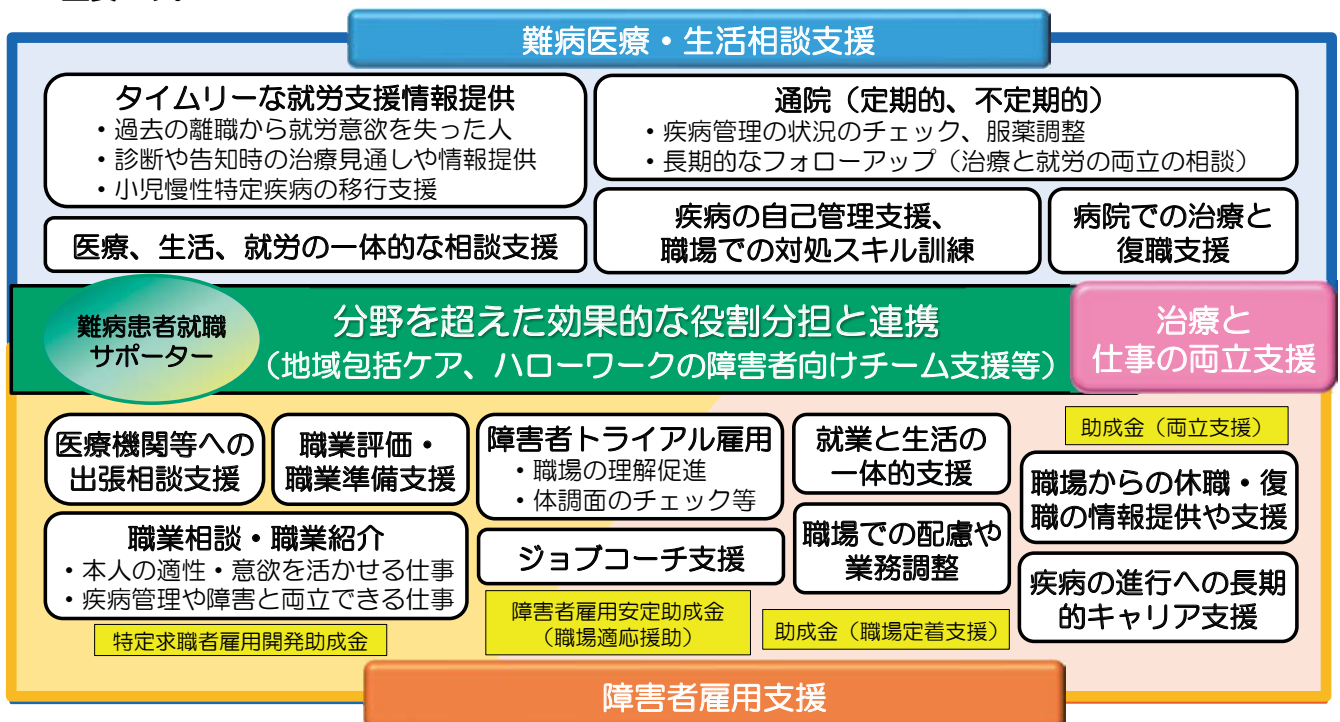 難病医療・生活相談支援
タイムリーな就労支援情報提供
・過去の離職から就労意欲を失った人
・診断や告知時の治療見通しや情報提供
・小児慢性特定疾病の移行支援
通院（定期的、不定期的）
・疾病管理の状況のチェック、服薬調整
・長期的なフォローアップ（治療と就労の両立の相談）
医療、生活、就労の一体的な相談支援
疾病の自己管理支援、
職場での対処スキル訓練
病院での治療と
復職支援
難病患者就職
サポーター
分野を超えた効果的な役割分担と連携
（地域包括ケア、ハローワークの障害者向けチーム支援等）
治療と
仕事の両立支援
医療機関等への
出張相談支援
職業評価・
職業準備支援
障害者トライアル雇用
・職場の理解促進
・体調面のチェック等
就業と生活の
一体的支援
助成金（両立支援）
職場からの休職・復
職の情報提供や支援
職業相談・職業紹介
・本人の適性・意欲を活かせる仕事
・疾病管理や障害と両立できる仕事
ジョブコーチ支援
職場での配慮や
業務調整
疾病の進行への長期
的キャリア支援
特定求職者雇用開発助成金
障害者雇用安定助成金
（職場適応援助）
助成金（職場定着支援）
障害者雇用支援